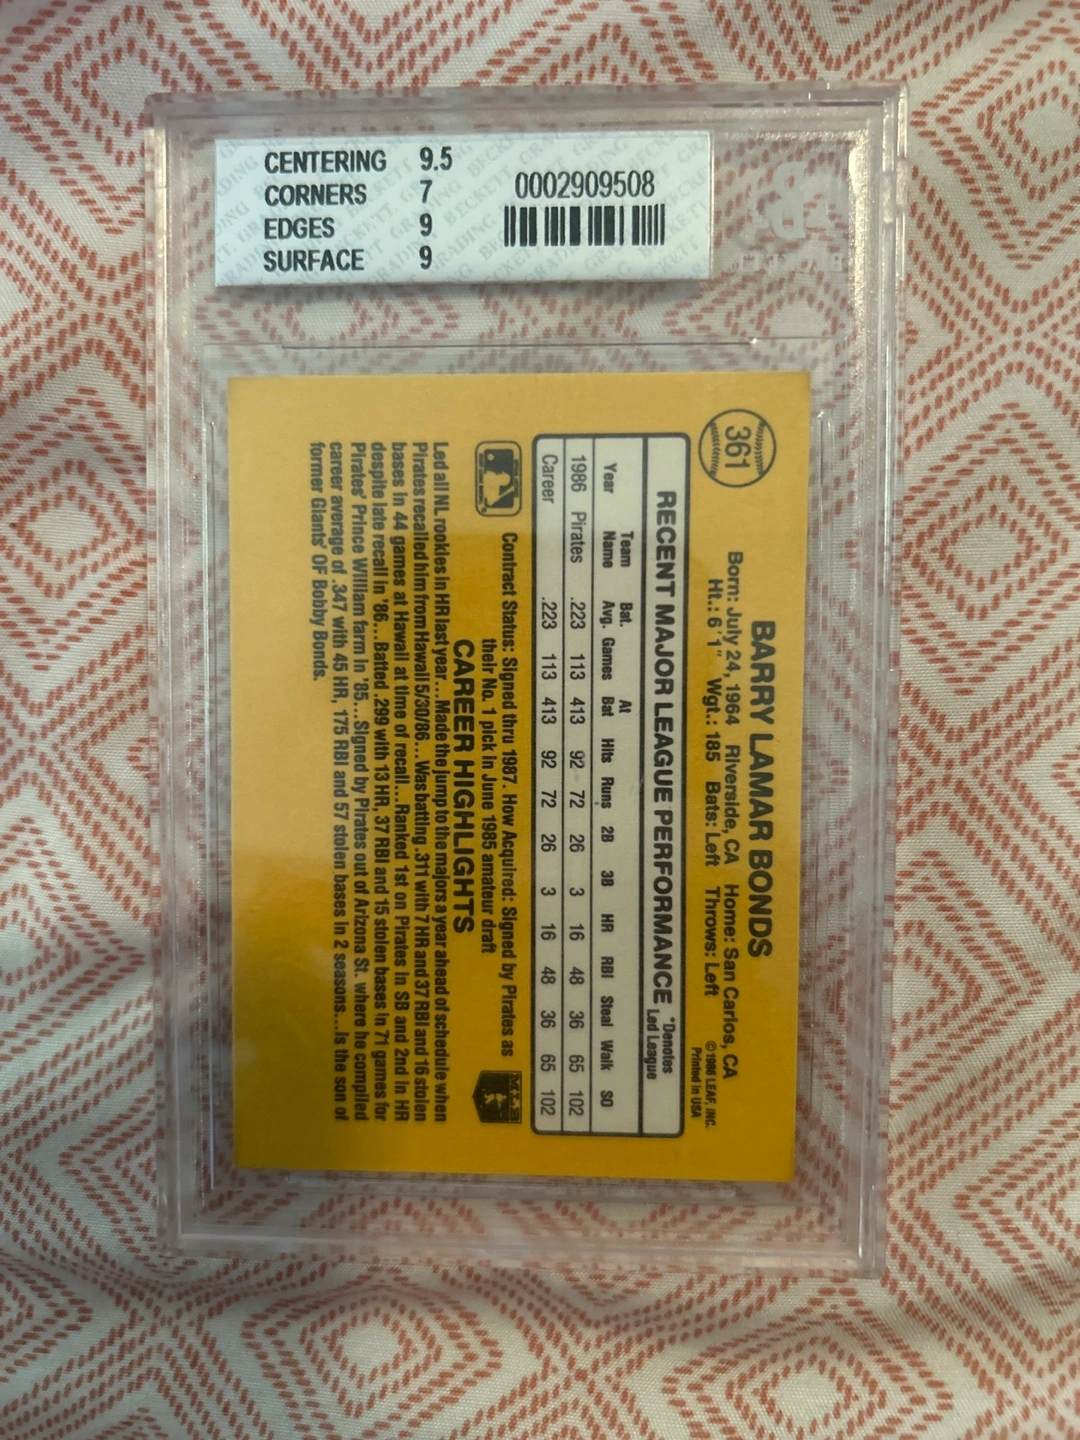 CENTERING 9.5
CORNERS 7
EDGES 9
SURFACE 9
0002909508
361
BARRY LAMAR BONDS
Born: July 24, 1964 Riverside, CA Home: San Carlos, CA
Ht.: 6'1" Wgt.: 185 Bats: Left Throws: Left
©1986 LEAF, INC.
Printed in USA
RECENT MAJOR LEAGUE PERFORMANCE *Denotes Led League
Year Team Name Bat. Avg. Games At Bat Hits Runs 2B 3B HR RBI Steal Walk SO
1986 Pirates .223 113 413 92 72 26 3 16 48 36 65 102
Career .223 113 413 92 72 26 3 16 48 36 65 102
Contract Status: Signed thru 1987. How Acquired: Signed by Pirates as
their No. 1 pick in June 1985 amateur draft
CAREER HIGHLIGHTS
Led all NL rookies in HR last year...Made the jump to the majors a year ahead of schedule when
Pirates recalled him from Hawaii 5/30/86...Was batting .311 with 7 HR and 37 RBI and 16 stolen
bases in 44 games at Hawaii at time of recall...Ranked 1st on Pirates in SB and 2nd in HR
despite late recall in '86...Batted .299 with 13 HR, 37 RBI and 15 stolen bases in 71 games for
Pirates' Prince William farm in '85...Signed by Pirates out of Arizona St. where he compiled
career average of .347 with 45 HR, 175 RBI and 57 stolen bases in 2 seasons...Is the son of
former Giants' OF Bobby Bonds.